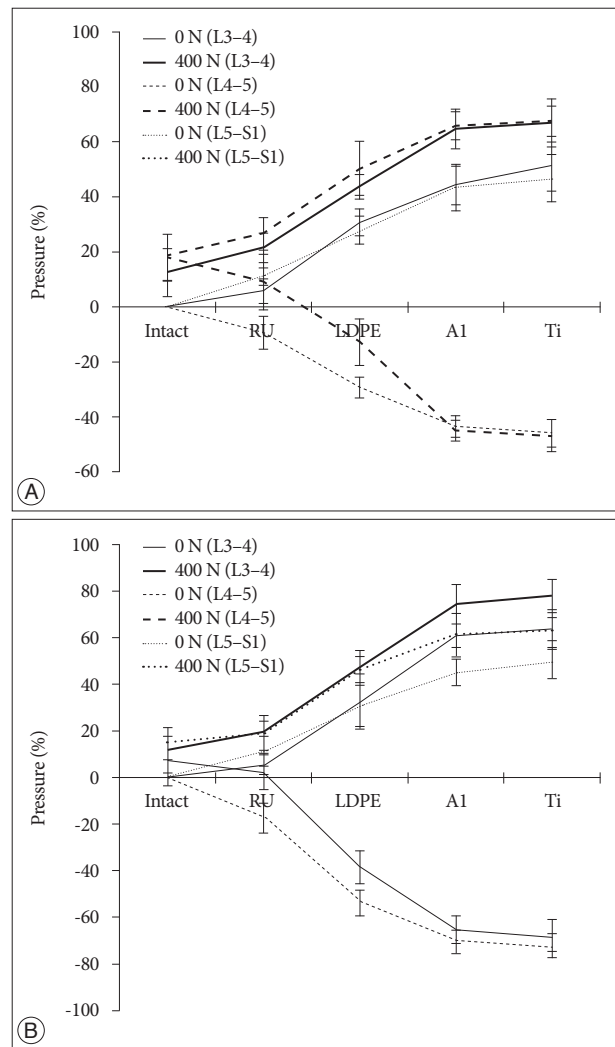 0 N (L3–4)
400 N (L3–4)
0 N (L4–5)
400 N (L4–5)
0 N (L5–S1)
400 N (L5–S1)
Pressure (%)
100
80
60
40
20
0
-20
-40
-60
Intact RU LDPE A1 Ti
A
0 N (L3–4)
400 N (L3–4)
0 N (L4–5)
400 N (L4–5)
0 N (L5–S1)
400 N (L5–S1)
Pressure (%)
100
80
60
40
20
0
-20
-40
-60
-80
-100
Intact RU LDPE A1 Ti
B